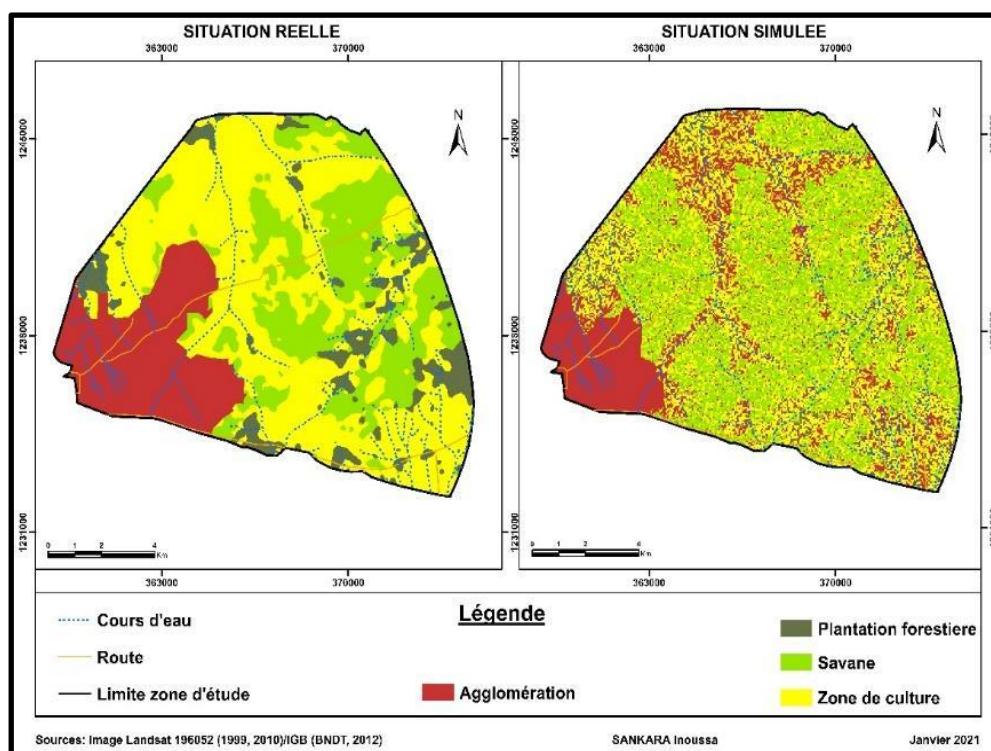 SITUATION REELLE
SITUATION SIMULEE
363000
370000
363000
370000
N
N
1245000
1238000
1231000
1238000
0 1 2 4
Km
0 1 2 4
Km
363000
370000
363000
370000
Légende
Cours d'eau
Route
Limite zone d'étude
Agglomération
Plantation forestiere
Savane
Zone de culture
Sources: Image Landsat 196052 (1999, 2010)/IGB (BNDT, 2012)
SANKARA Inoussa
Janvier 2021